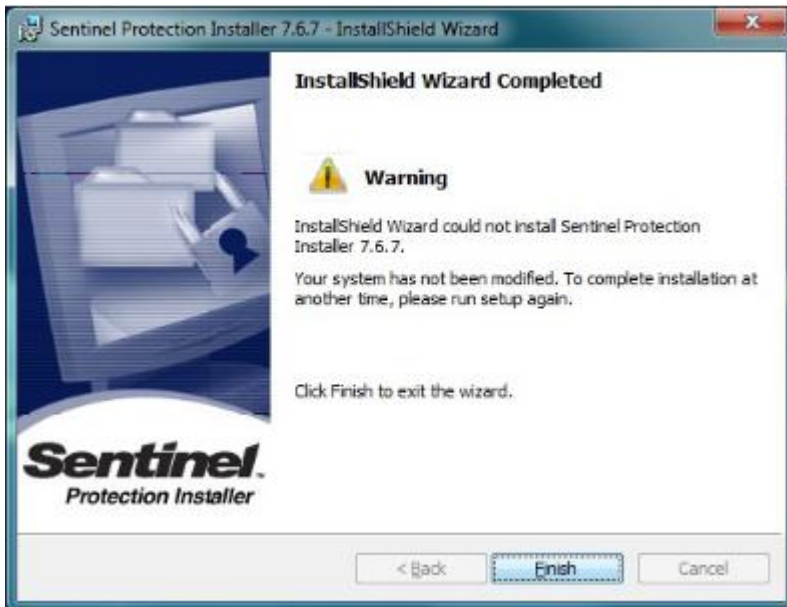 Sentinel Protection Installer 7.6.7 - InstallShield Wizard
InstallShield Wizard Completed
Warning
InstallShield Wizard could not install Sentinel Protection
Installer 7.6.7.
Your system has not been modified. To complete installation at
another time, please run setup again.
Click Finish to exit the wizard.
Sentinel.
Protection Installer
< Back
Finish
Cancel